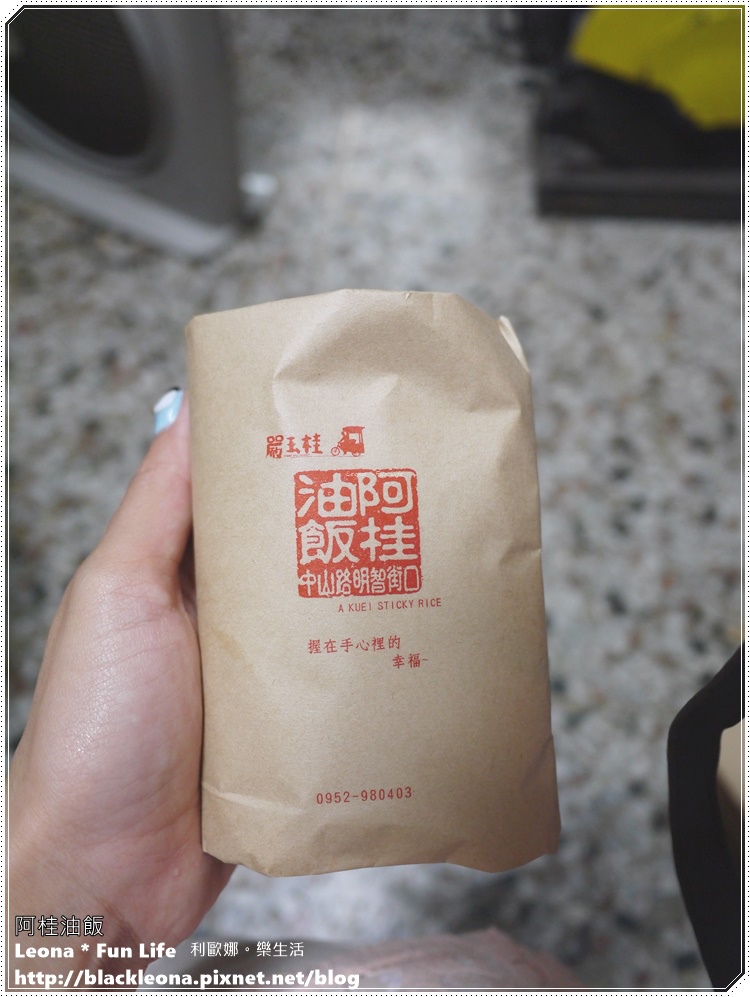 嚴玉桂
阿桂
油飯
中山路明智街口
A KUEI STICKY RICE
握在手心裡的
幸福~
0952-980403
阿桂油飯
Leona * Fun Life 利歐娜。樂生活
http://blackleona.pixnet.net/blog